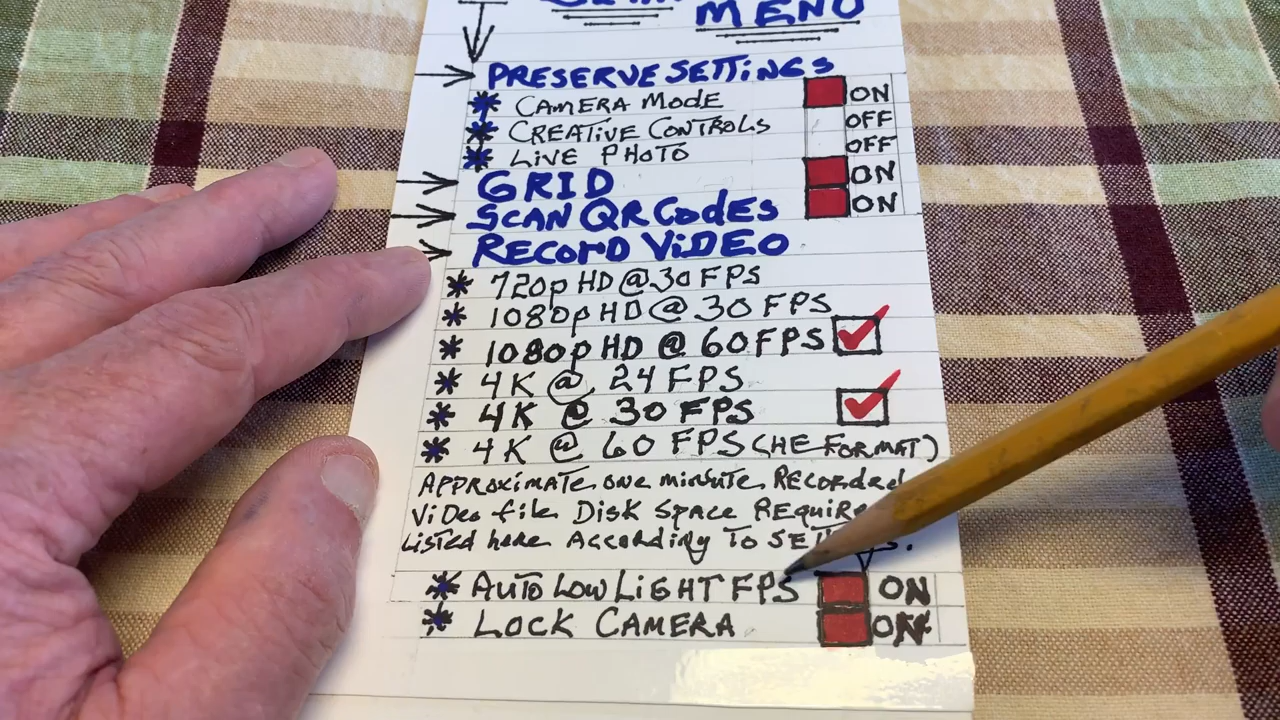 MENU
PRESERVE SETTINGS
* CAMERA MODE ON
* CREATIVE CONTROLS OFF
* LIVE PHOTO OFF
GRID ON
SCAN QR CODES ON
RECORD VIDEO
* 720p HD @ 30 FPS
* 1080p HD @ 30 FPS
* 1080p HD @ 60 FPS
* 4K @ 24 FPS
* 4K @ 30 FPS
* 4K @ 60 FPS (HE FORMAT)
APPROXIMATE one minute RECORded
Video file Disk Space REQuire
Listed here According To
* AUTO LOW LIGHT FPS ON
* LOCK CAMERA